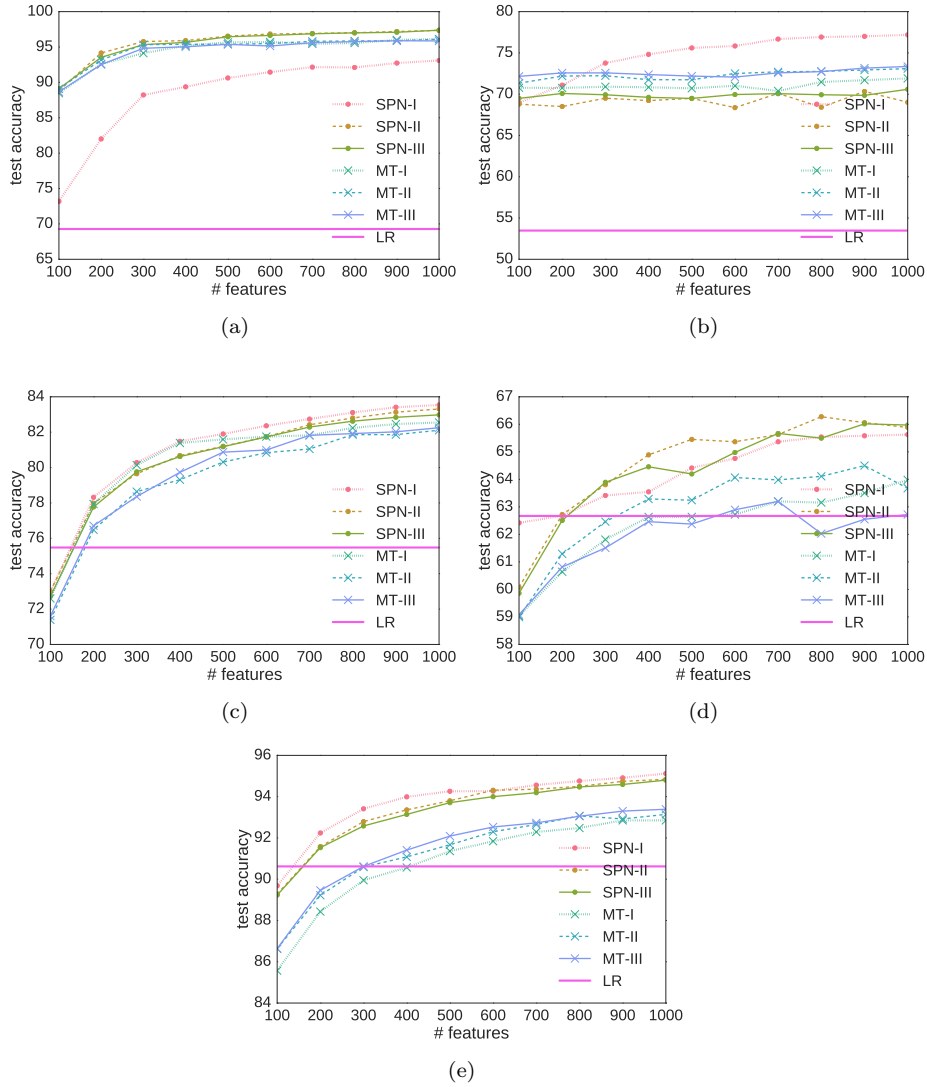 100
95
90
85
80
75
70
65
test accuracy
SPN-I
SPN-II
SPN-III
MT-I
MT-II
MT-III
LR
100 200 300 400 500 600 700 800 900 1000
# features
(a)
80
75
70
65
60
55
50
test accuracy
SPN-I
SPN-II
SPN-III
MT-I
MT-II
MT-III
LR
100 200 300 400 500 600 700 800 900 1000
# features
(b)
84
82
80
78
76
74
72
70
test accuracy
SPN-I
SPN-II
SPN-III
MT-I
MT-II
MT-III
LR
100 200 300 400 500 600 700 800 900 1000
# features
(c)
67
66
65
64
63
62
61
60
59
58
test accuracy
SPN-I
SPN-II
SPN-III
MT-I
MT-II
MT-III
LR
100 200 300 400 500 600 700 800 900 1000
# features
(d)
96
94
92
90
88
86
84
test accuracy
SPN-I
SPN-II
SPN-III
MT-I
MT-II
MT-III
LR
100 200 300 400 500 600 700 800 900 1000
# features
(e)